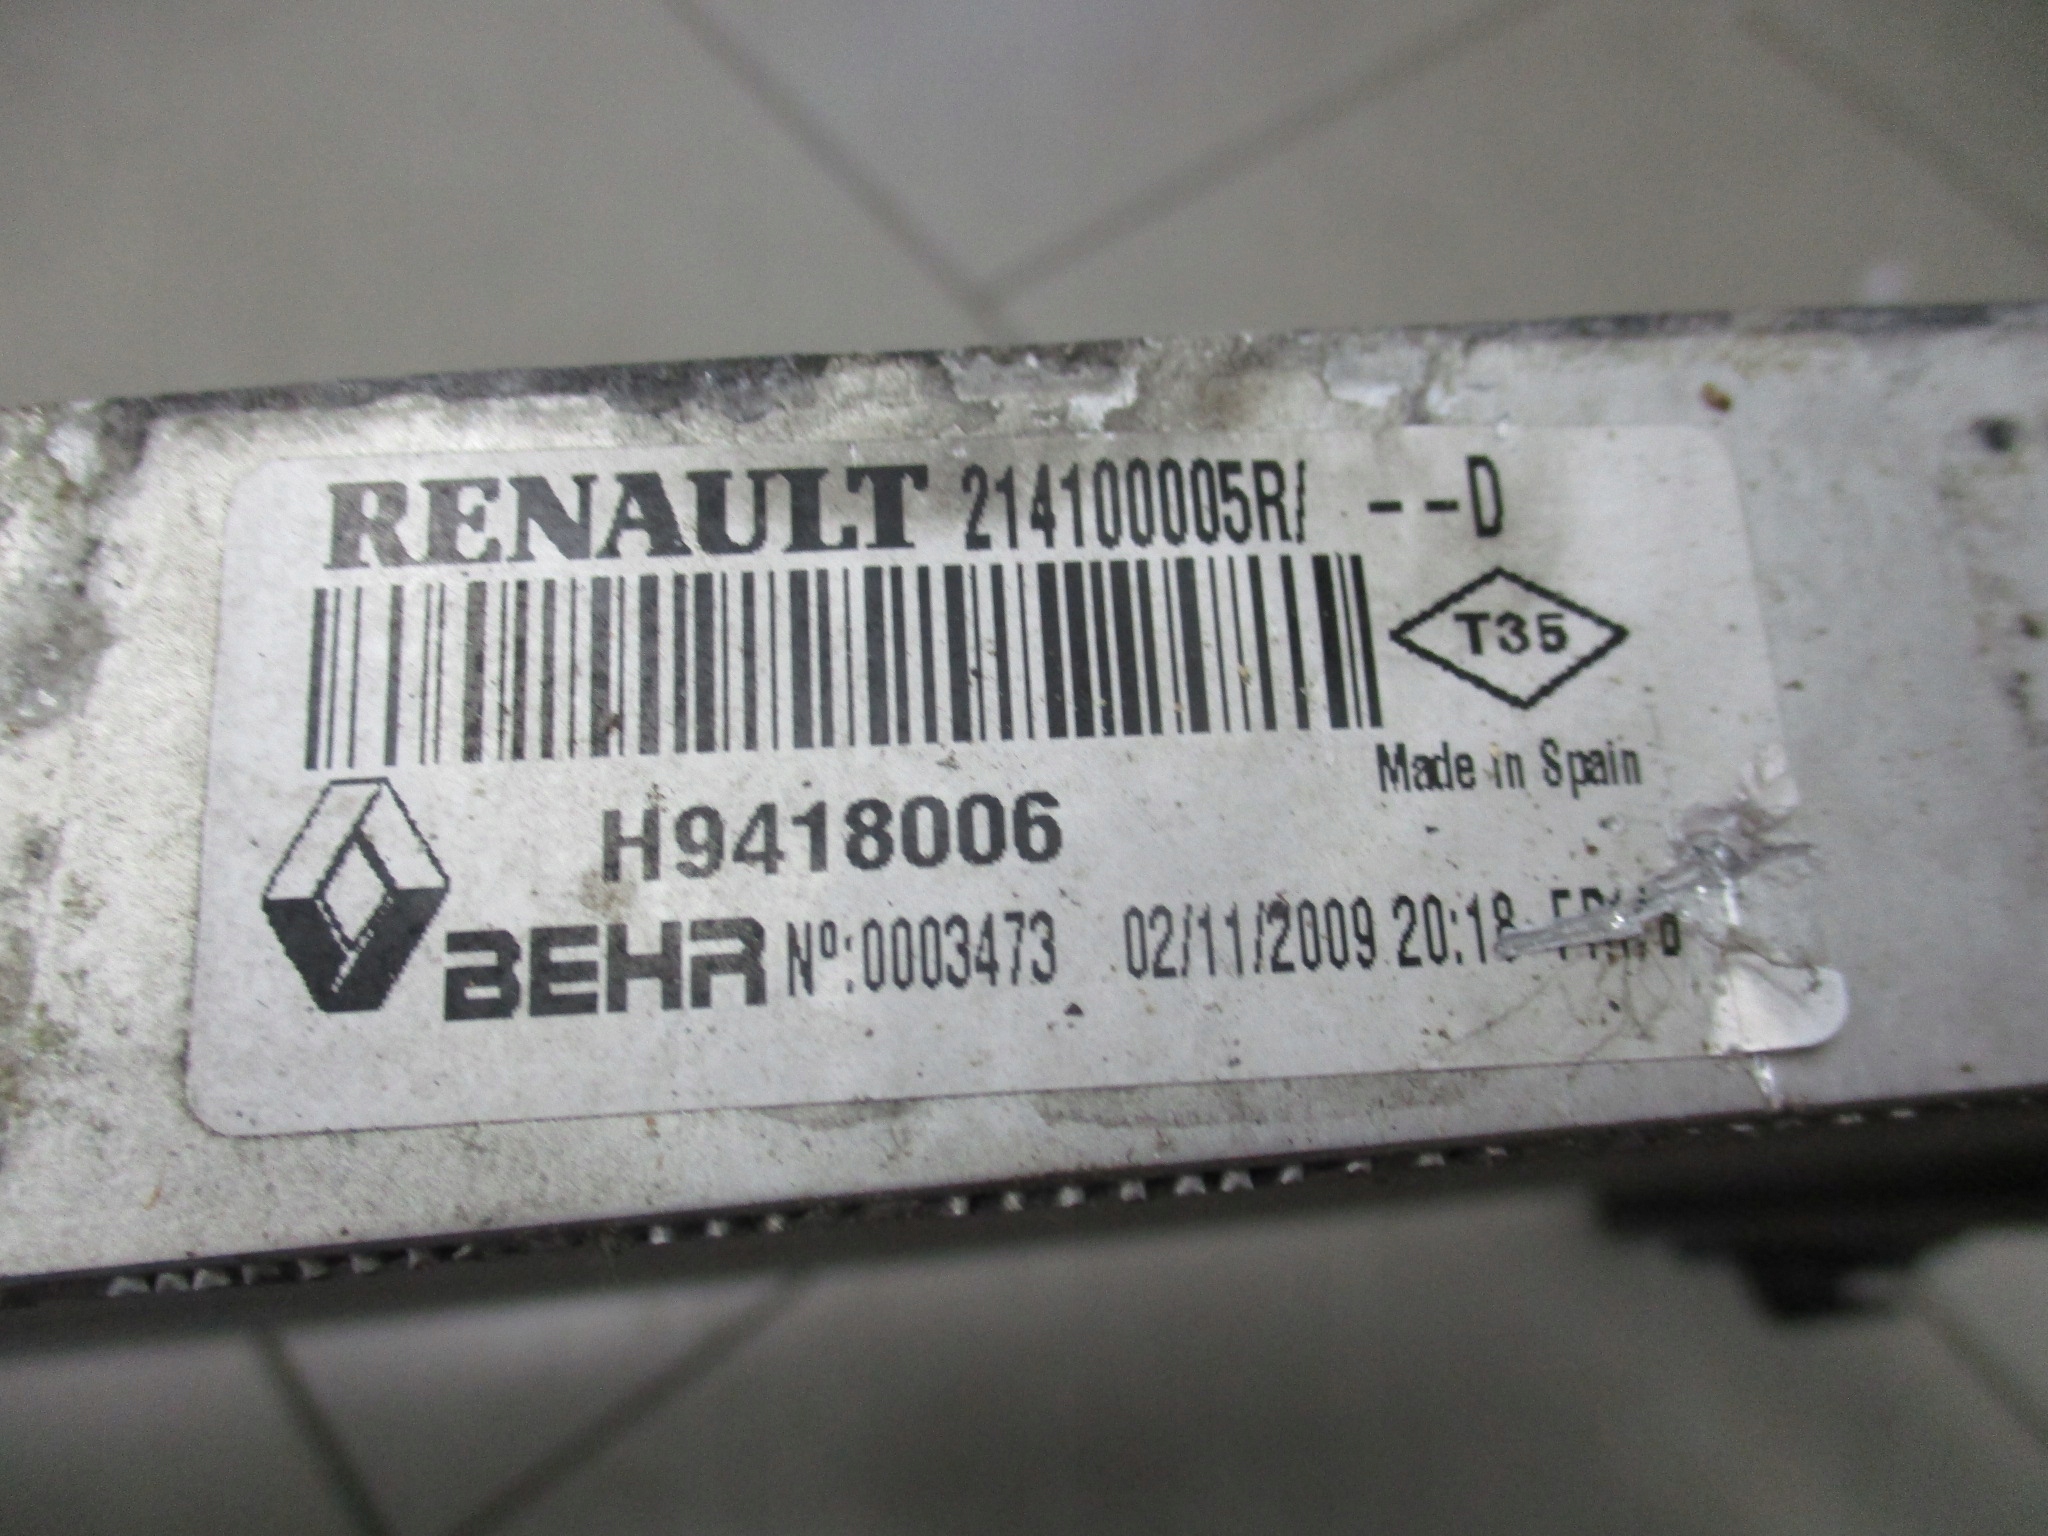 RENAULT 214100005R/ --D
T35
Made in Spain
H9418006
BEHR Nº:0003473 02/11/2009 20:18